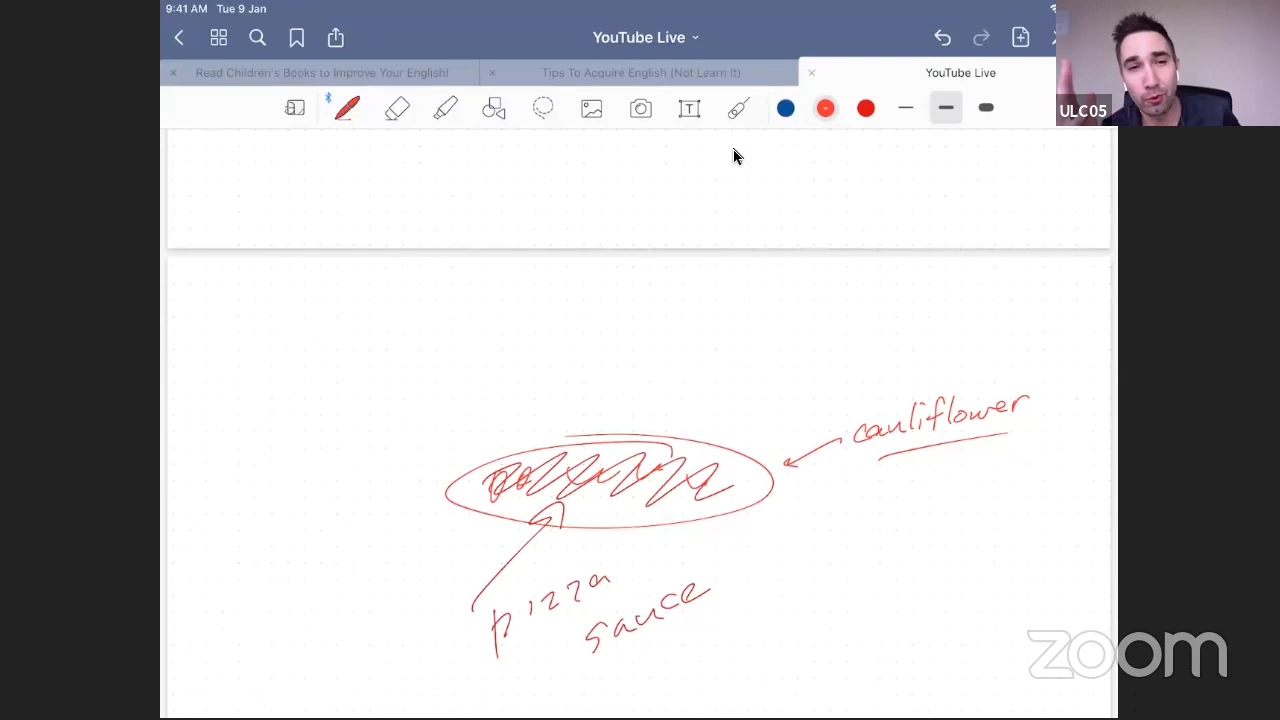 9:41 AM Tue 9 Jan
YouTube Live
Read Children's Books to Improve Your English!
Tips To Acquire English (Not Learn It)
YouTube Live
ULC05
cauliflower
pizza
sauce
zoom